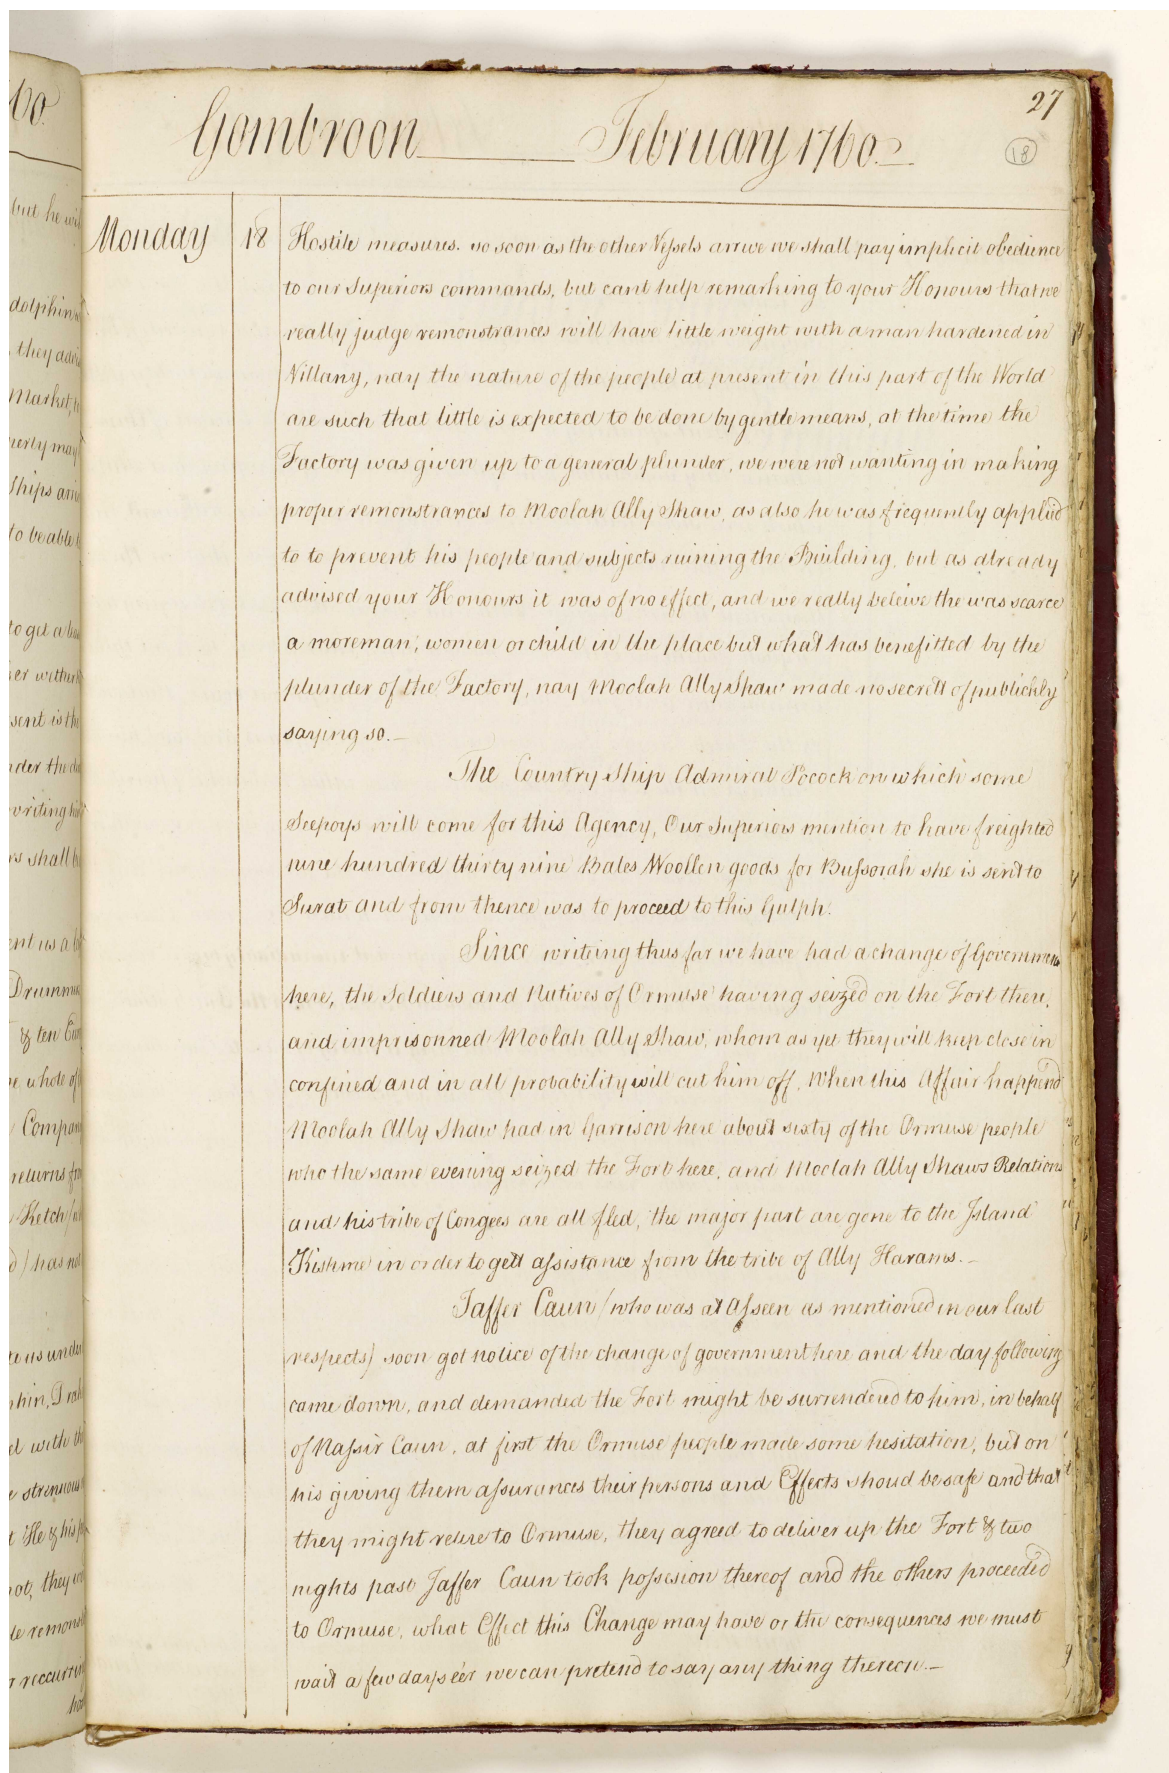 27
Gombroon February 1760.
18
Monday 18 Hostile measures. so soon as the other Vessels arrive we shall pay implicit obedience
to our Superiors commands, but cant help remarking to your Honours that we
really judge remonstrances will have little weight with a man hardened in
Villany, nay the nature of the people at present in this part of the World
are such that little is expected to be done by gentle means, at the time the
Factory was given up to a general plunder, we were not wanting in making
proper remonstrances to Moolah Ally Shaw, as also he was frequently applied
to to prevent his people and subjects ruining the Building, but as already
advised your Honours it was of no effect, and we really beleive the was scarce
a moreman, women or child in the place but what has benefitted by the
plunder of the Factory, nay Moolah Ally Shaw made no secrett of publickly
saying so.—
The Country Ship Admiral Pocock on which some
Seepoys will come for this Agency, Our Superiors mention to have freighted
nine hundred thirty nine Bales Woollen goods for Bussorah she is sent to
Surat and from thence was to proceed to this Gulph.
Since writeing thus far we have had a change of Government
here, the Soldiers and Natives of Ormuse having seized on the Fort there,
and imprisonned Moolah Ally Shaw, whom as yet they will keep close in
confined and in all probability will cut him off, When this Affair happend
Moolah Ally Shaw had in Garrison here about sixty of the Ormuse people
who the same evening seized the Fort here, and Moolah Ally Shaws Relations
and his tribe of Congees are all fled, the major part are gone to the Island
Kishme in order to gett assistance from the tribe of Ally Harams.—
Jaffer Caun (who was at Asseen as mentioned in our last
respects) soon got notice of the change of government here and the day following
came down, and demanded the Fort might be surrendered to him, in behalf
of Nassir Caun, at first the Ormuse people made some hesitation, but on
his giving them assurances their persons and Effects shoud be safe and that
they might retire to Ormuse, they agreed to deliver up the Fort & two
nights past Jaffer Caun took possession thereof and the others proceeded
to Ormuse, what Effect this Change may have or the consequences we must
wait a few days e'er we can pretend to say any thing thereon.—